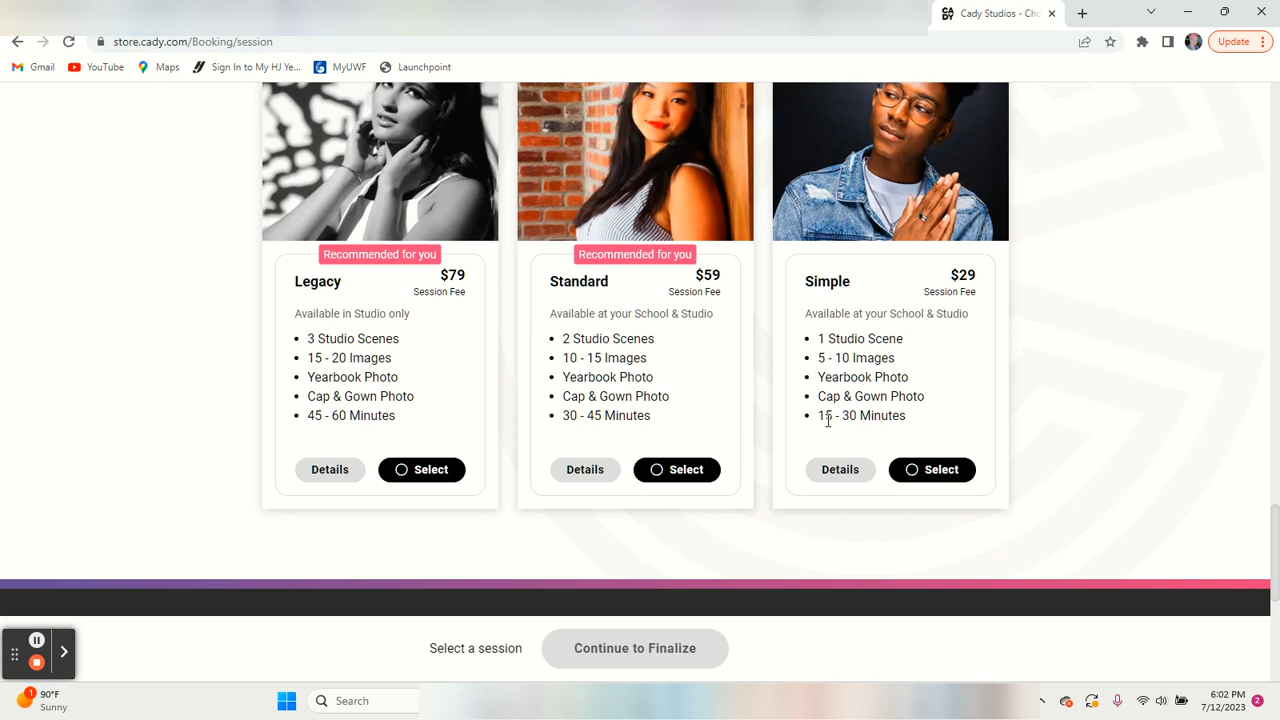 Cady Studios - Cho
store.cady.com/Booking/session
Update
Gmail
YouTube
Maps
Sign In to My HJ Ye...
MyUWF
Launchpoint
Recommended for you
Legacy
$79
Session Fee
Available in Studio only
• 3 Studio Scenes
• 15 - 20 Images
• Yearbook Photo
• Cap & Gown Photo
• 45 - 60 Minutes
Details
Select
Recommended for you
Standard
$59
Session Fee
Available at your School & Studio
• 2 Studio Scenes
• 10 - 15 Images
• Yearbook Photo
• Cap & Gown Photo
• 30 - 45 Minutes
Details
Select
Simple
$29
Session Fee
Available at your School & Studio
• 1 Studio Scene
• 5 - 10 Images
• Yearbook Photo
• Cap & Gown Photo
• 15 - 30 Minutes
Details
Select
Select a session
Continue to Finalize
1
90°F
Sunny
Search
6:02 PM
7/12/2023
2